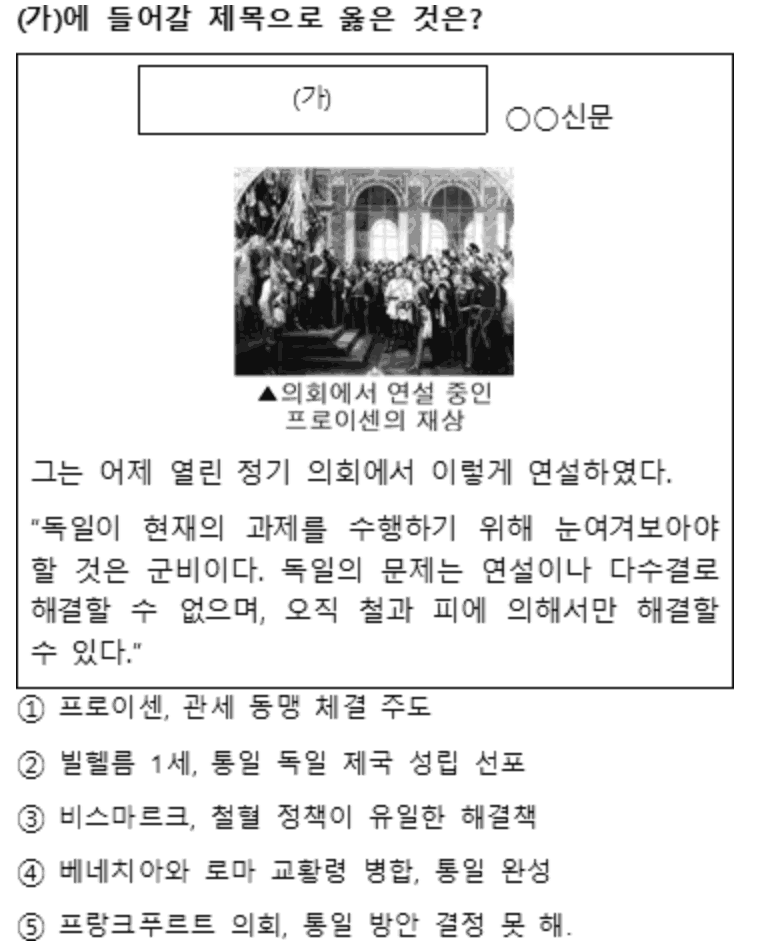 (가)에 들어갈 제목으로 옳은 것은?
(가)
○○신문
▲의회에서 연설 중인
프로이센의 재상
그는 어제 열린 정기 의회에서 이렇게 연설하였다.
"독일이 현재의 과제를 수행하기 위해 눈여겨보아야
할 것은 군비이다. 독일의 문제는 연설이나 다수결로
해결할 수 없으며, 오직 철과 피에 의해서만 해결할
수 있다."
① 프로이센, 관세 동맹 체결 주도
② 빌헬름 1세, 통일 독일 제국 성립 선포
③ 비스마르크, 철혈 정책이 유일한 해결책
④ 베네치아와 로마 교황령 병합, 통일 완성
⑤ 프랑크푸르트 의회, 통일 방안 결정 못 해.